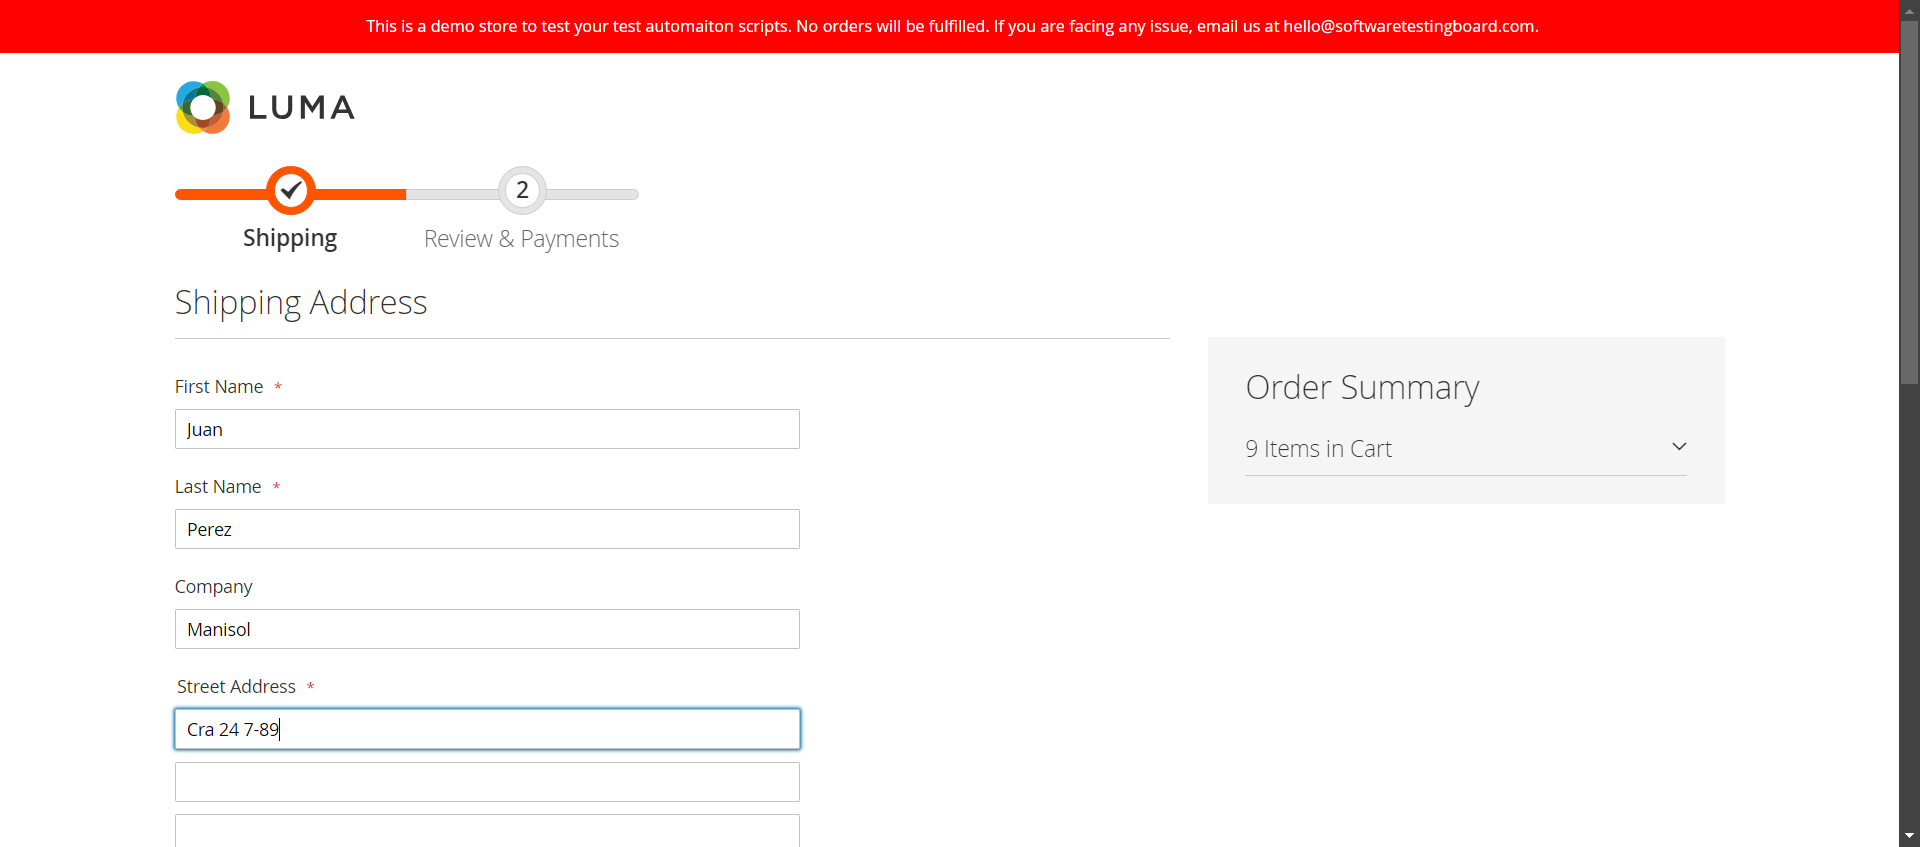 This is a demo store to test your test automaiton scripts. No orders will be fulfilled. If you are facing any issue, email us at hello@softwaretestingboard.com.
LUMA
2
Shipping
Review & Payments
Shipping Address
First Name *
Juan
Last Name *
Perez
Company
Manisol
Street Address *
Cra 24 7-89
Order Summary
9 Items in Cart